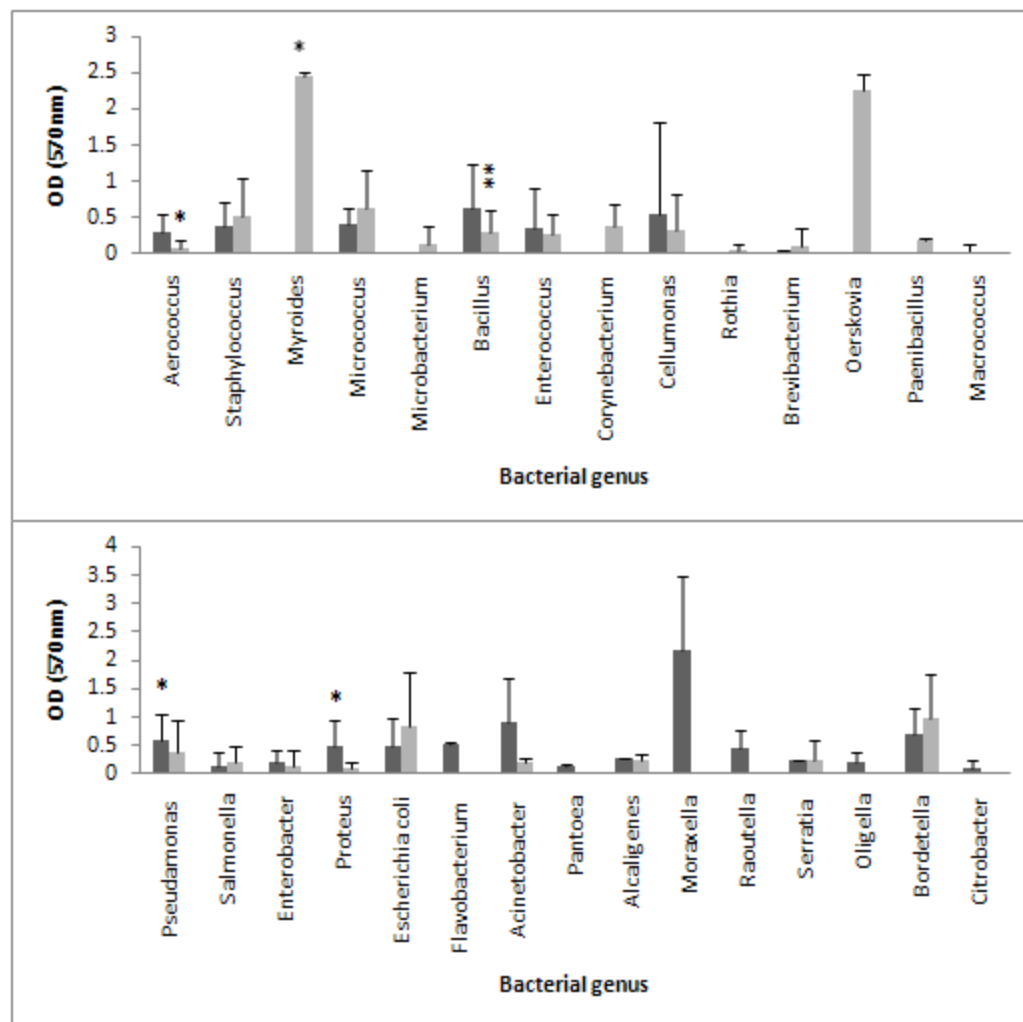 3
2.5
2
1.5
1
0.5
0
OD (570nm)
*
*
**
Aerococcus
Staphylococcus
Myroides
Micrococcus
Microbacterium
Bacillus
Enterococcus
Corynebacterium
Cellumonas
Rothia
Brevibacterium
Oerskovia
Paenibacillus
Macrococcus
Bacterial genus
4
3.5
3
2.5
2
1.5
1
0.5
0
OD (570nm)
*
*
Pseudamonas
Salmonella
Enterobacter
Proteus
Escherichia coli
Flavobacterium
Acinetobacter
Pantoea
Alcaligenes
Moraxella
Raoutella
Serratia
Oligella
Bordetella
Citrobacter
Bacterial genus